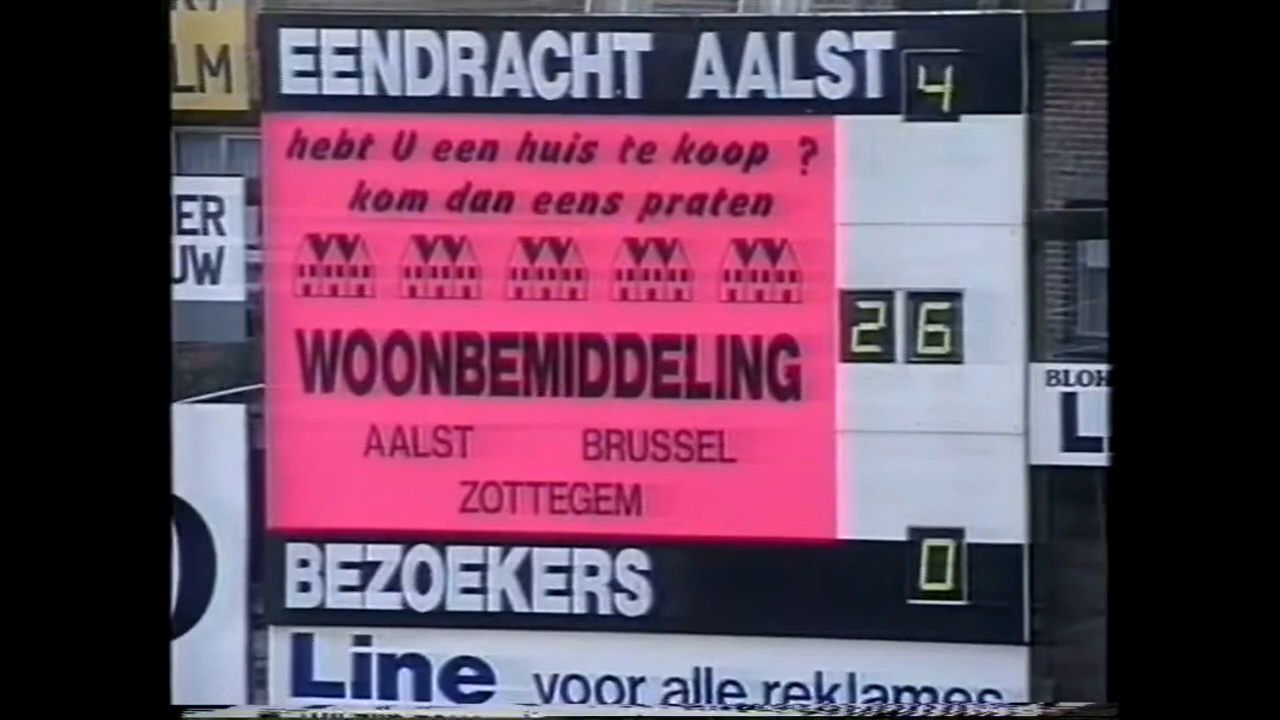 LM
EENDRACHT AALST 4
hebt U een huis te koop ?
kom dan eens praten
ER
UW
26
WOONBEMIDDELING
BLOK
L
AALST BRUSSEL
ZOTTEGEM
BEZOEKERS 0
Line voor alle reklames